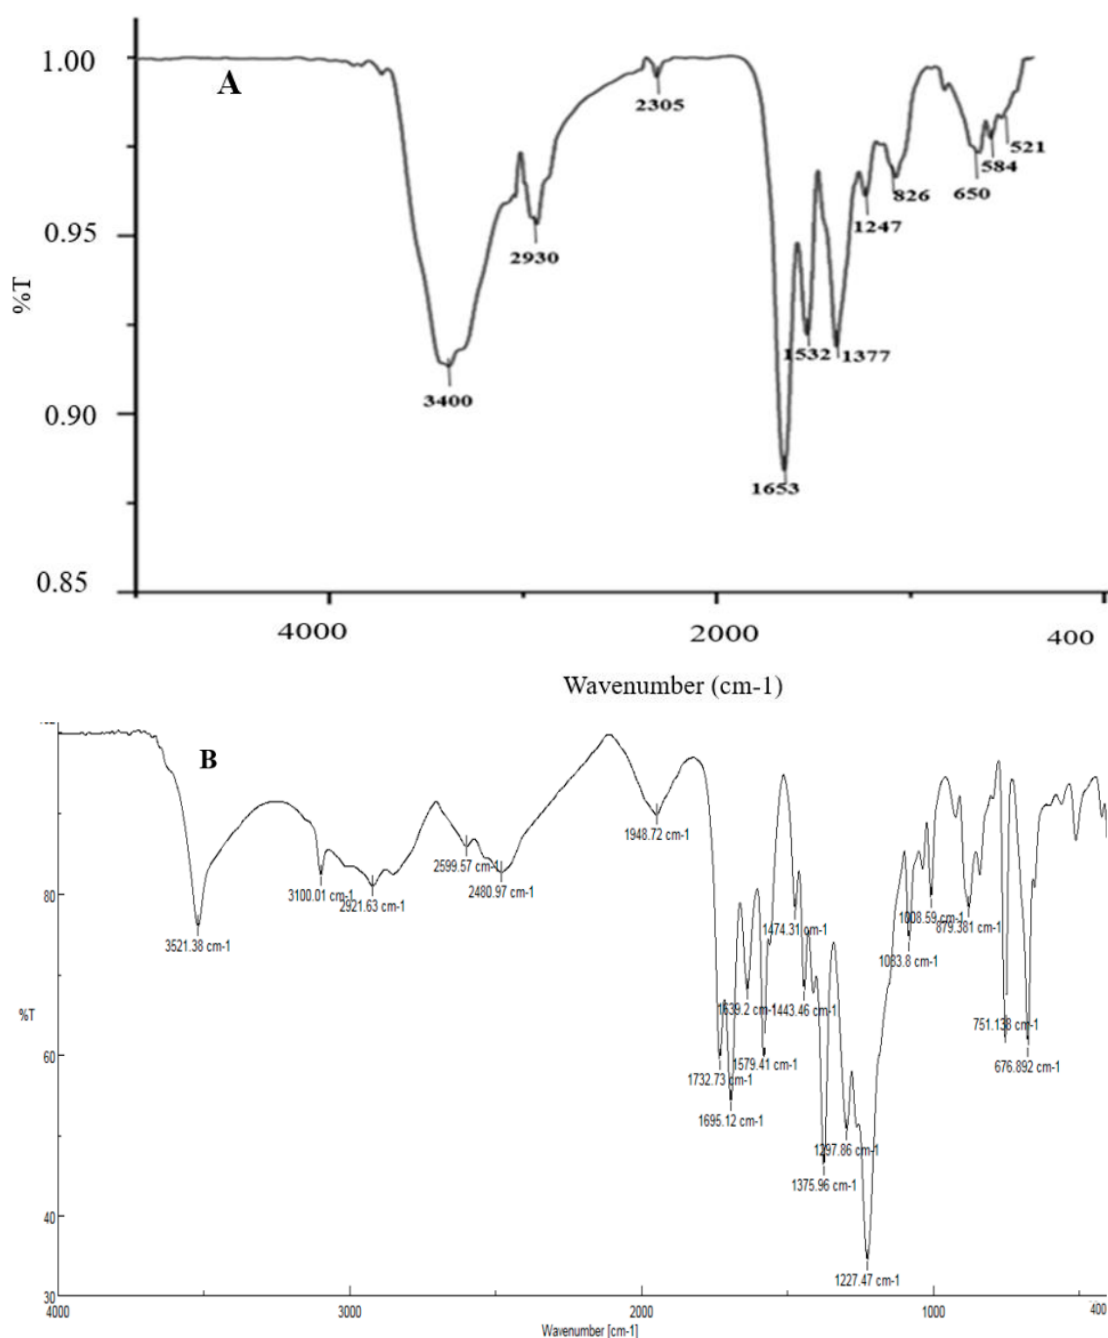 1.00
A
2305
521
584
650
826
1247
0.95
2930
%T
1532
1377
3400
0.90
1653
0.85
4000
2000
400
Wavenumber (cm-1)
B
1948.72 cm-1
2599.57 cm-1
2480.97 cm-1
80
3100.01 cm-1
2921.63 cm-1
1008.59 cm-1
879.381 cm-1
1474.31 cm-1
3521.38 cm-1
1083.8 cm-1
1639.2 cm-1
1443.46 cm-1
%T
751.138 cm-1
60
1579.41 cm-1
676.892 cm-1
1732.73 cm-1
1695.12 cm-1
1297.86 cm-1
1375.96 cm-1
40
1227.47 cm-1
30
4000
3000
2000
1000
400
Wavenumber [cm-1]